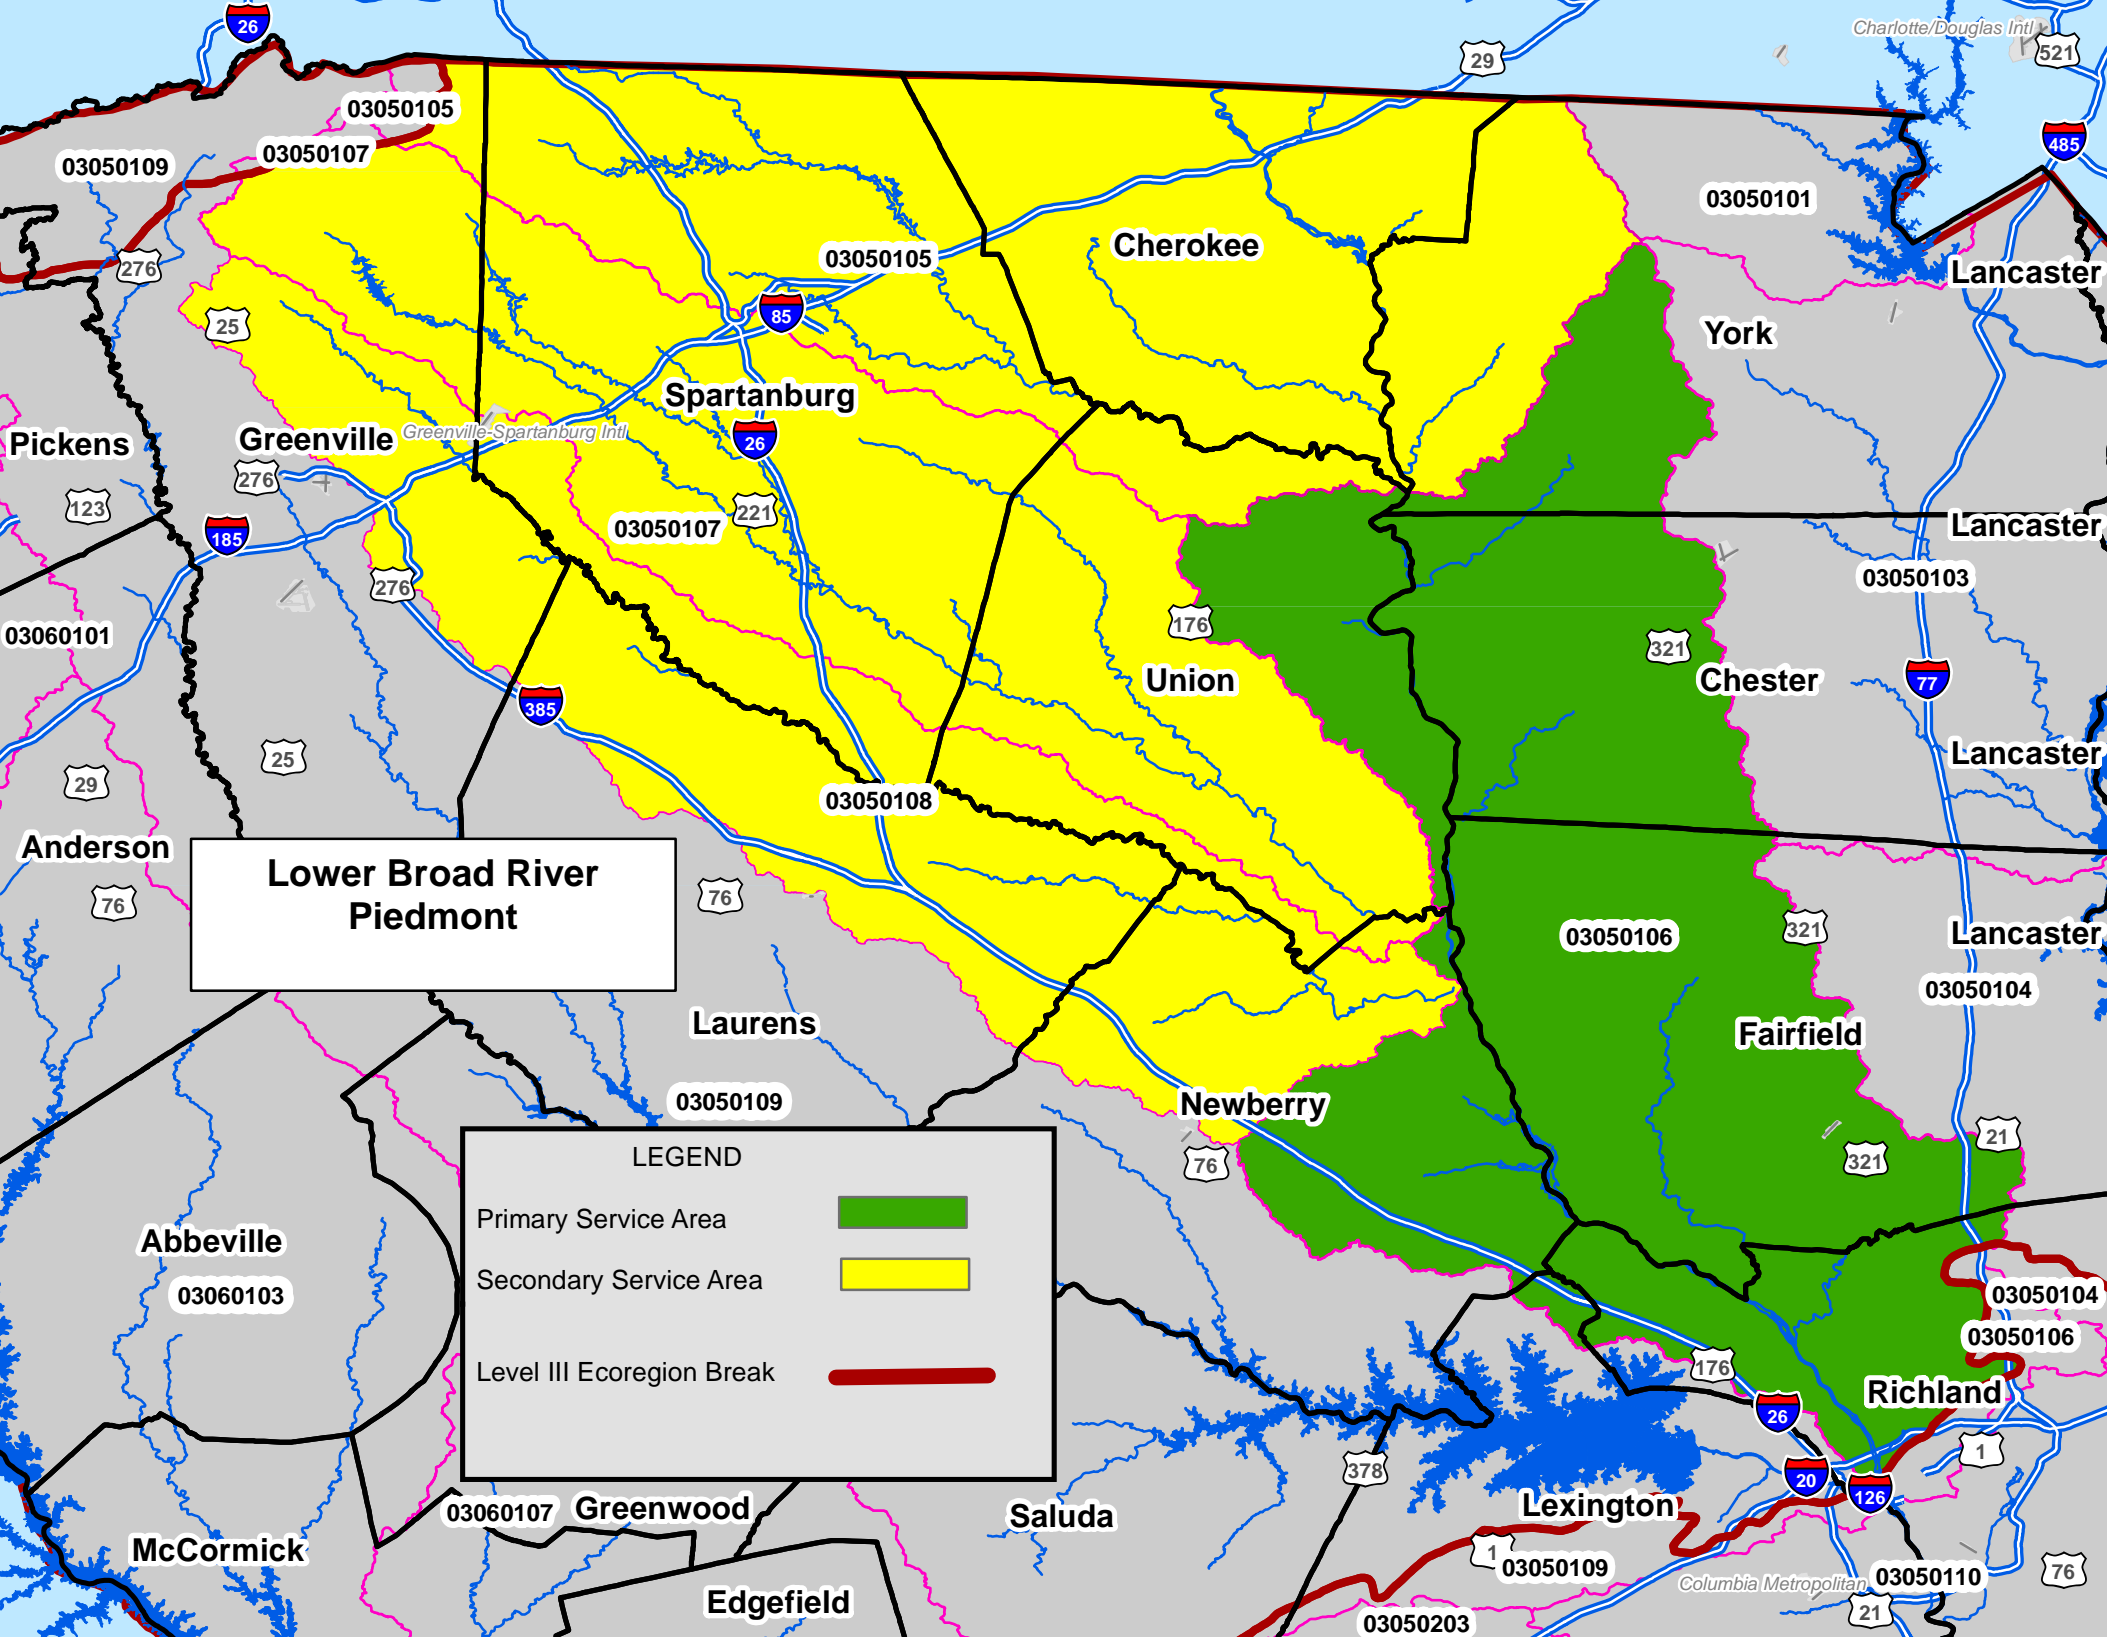 26
29
Charlotte/Douglas Intl
521
03050105
485
03050107
03050109
03050101
Cherokee
03050105
276
Lancaster
85
25
York
Spartanburg
Greenville
Greenville-Spartanburg Intl
26
Pickens
276
123
221
03050107
Lancaster
185
276
03050103
176
03060101
321
Union
Chester
77
385
25
Lancaster
29
03050108
Anderson
Lower Broad River
Piedmont
76
76
321
03050106
Lancaster
03050104
Laurens
Fairfield
03050109
Newberry
21
76
321
LEGEND
Primary Service Area
Secondary Service Area
Level III Ecoregion Break
Abbeville
03060103
03050104
03050106
176
Richland
26
1
378
20
126
03060107
Greenwood
Saluda
Lexington
McCormick
1
03050109
Columbia Metropolitan
03050110
76
Edgefield
21
03050203